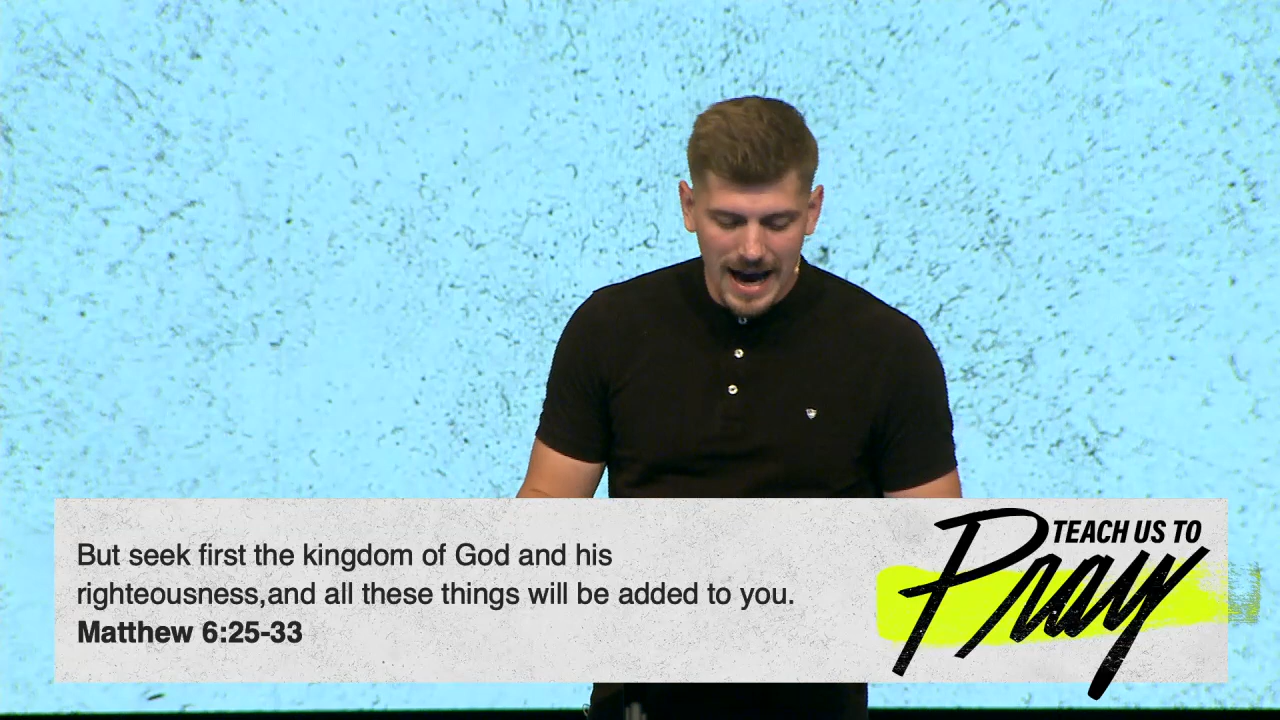 But seek first the kingdom of God and his
righteousness,and all these things will be added to you.
Matthew 6:25-33
TEACH US TO
Pray